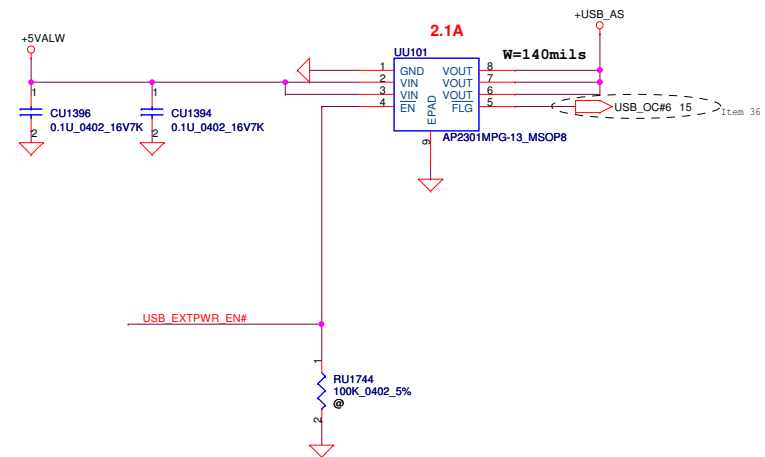 +USB_AS
2.1A
+5VALW
UU101
W=140mils
1 GND VOUT 8
2 VIN VOUT 7
3 VIN VOUT 6
4 EN FLG 5
EPAD
9
AP2301MPG-13_MSOP8
USB_OC#6 15
Item 36
1
CU1396
0.1U_0402_16V7K
2
1
CU1394
0.1U_0402_16V7K
2
USB_EXTPWR_EN#
1
RU1744
100K_0402_5%
@
2